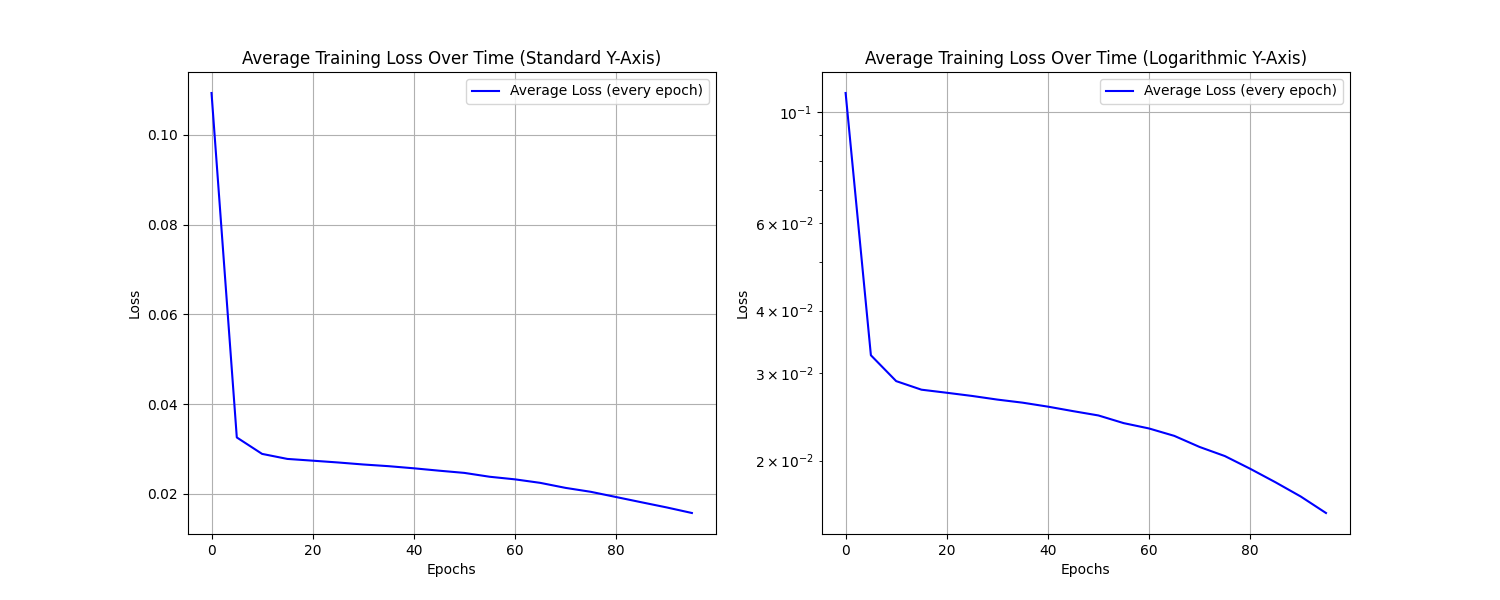 Average Training Loss Over Time (Standard Y-Axis)
Average Loss (every epoch)
0.10
0.08
0.06
0.04
0.02
Loss
0 20 40 60 80
Epochs
Average Training Loss Over Time (Logarithmic Y-Axis)
Average Loss (every epoch)
10⁻¹
6 × 10⁻²
4 × 10⁻²
3 × 10⁻²
2 × 10⁻²
Loss
0 20 40 60 80
Epochs